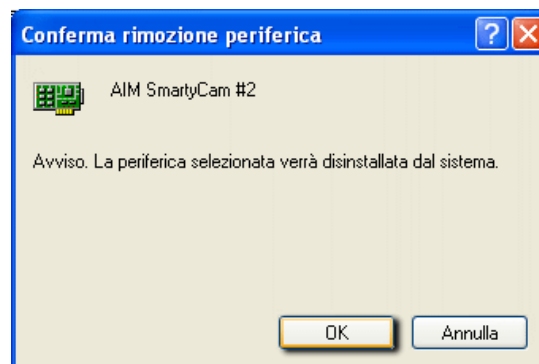 Conferma rimozione periferica
AIM SmartyCam #2
Avviso. La periferica selezionata verrà disinstallata dal sistema.
OK
Annulla